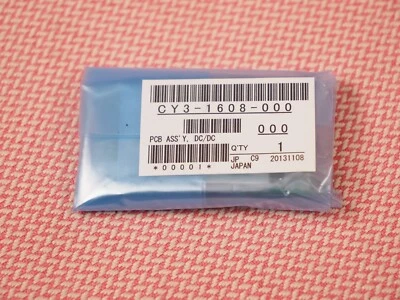 CY3-1608-000
000
PCB ASS'Y, DC/DC
Q'TY 1
JP C9 20131108
*00001* JAPAN